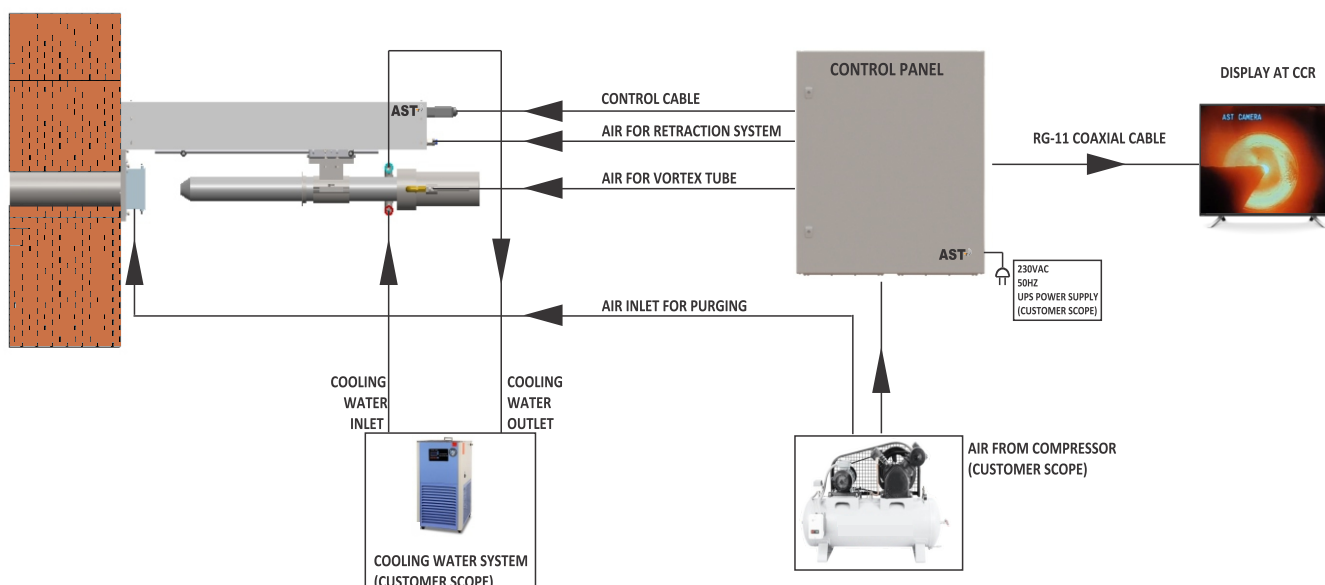 CONTROL PANEL
DISPLAY AT CCR
AST
CONTROL CABLE
AIR FOR RETRACTION SYSTEM
AIR FOR VORTEX TUBE
RG-11 COAXIAL CABLE
AST CAMERA
AST
230VAC
50HZ
UPS POWER SUPPLY
(CUSTOMER SCOPE)
AIR INLET FOR PURGING
COOLING
WATER
INLET
COOLING
WATER
OUTLET
AIR FROM COMPRESSOR
(CUSTOMER SCOPE)
COOLING WATER SYSTEM
(CUSTOMER SCOPE)